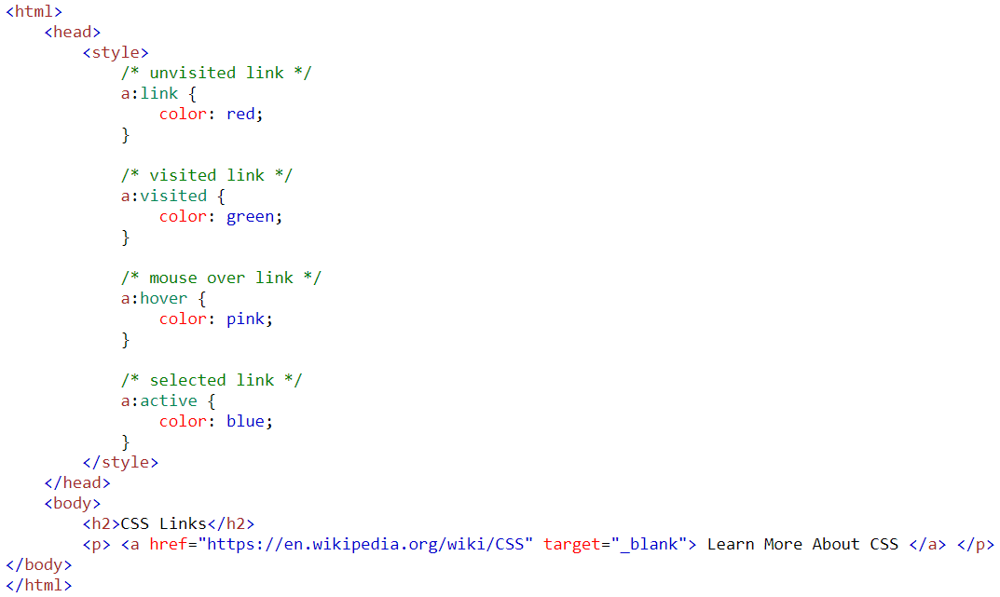 <html>
<head>
<style>
/* unvisited link */
a:link {
color: red;
}
/* visited link */
a:visited {
color: green;
}
/* mouse over link */
a:hover {
color: pink;
}
/* selected link */
a:active {
color: blue;
}
</style>
</head>
<body>
<h2>CSS Links</h2>
<p> <a href="https://en.wikipedia.org/wiki/CSS" target="_blank"> Learn More About CSS </a> </p>
</body>
</html>